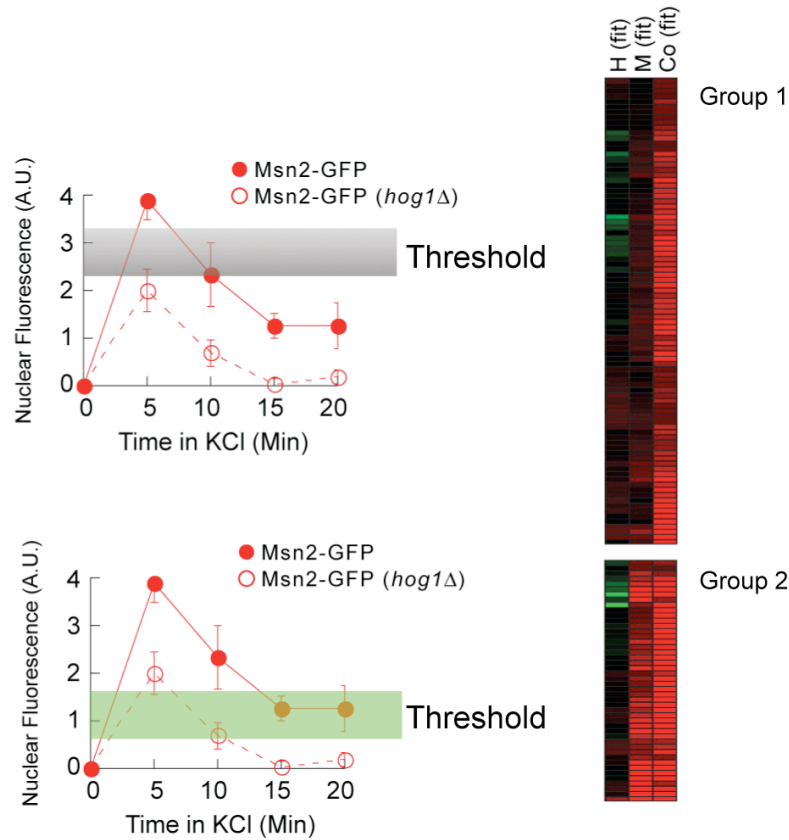 Msn2-GFP
Msn2-GFP (hog1Δ)
Nuclear Fluorescence (A.U.)
4
3
2
1
0
Threshold
0 5 10 15 20
Time in KCl (Min)
Msn2-GFP
Msn2-GFP (hog1Δ)
Nuclear Fluorescence (A.U.)
4
3
2
1
0
Threshold
0 5 10 15 20
Time in KCl (Min)
H (fit)
M (fit)
Co (fit)
Group 1
Group 2